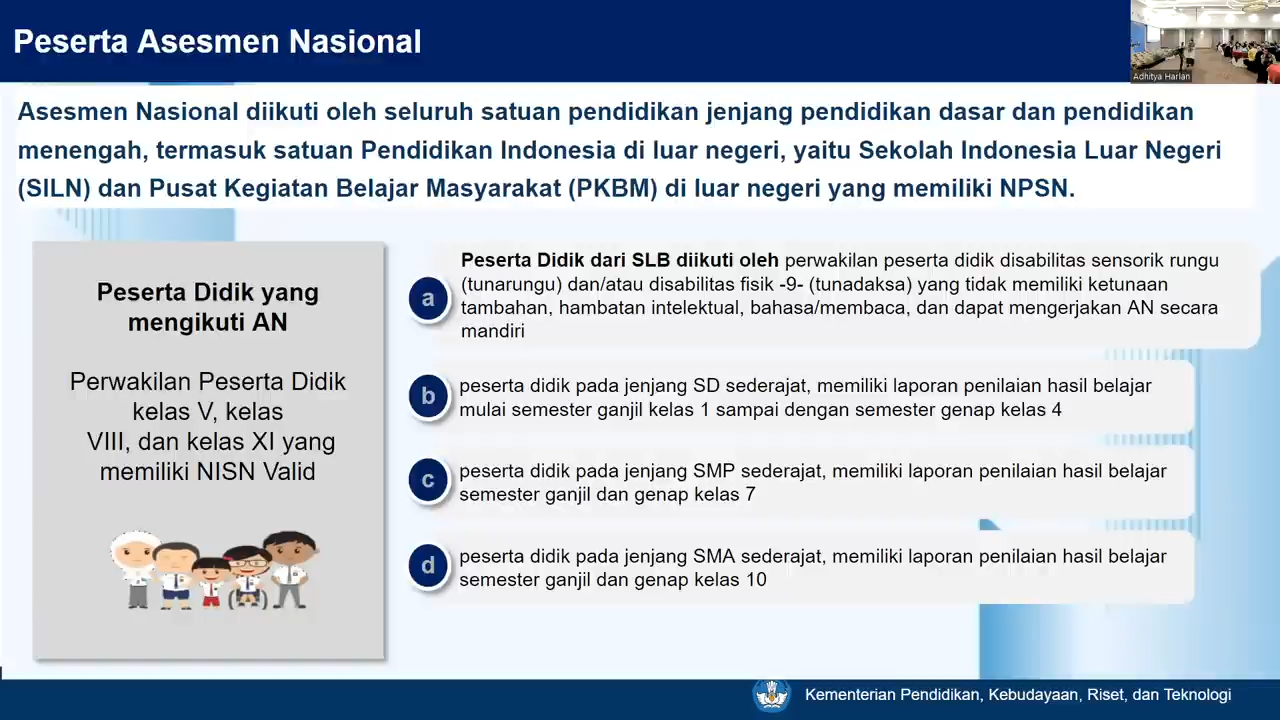 Peserta Asesmen Nasional
Adhitya Harlan
Asesmen Nasional diikuti oleh seluruh satuan pendidikan jenjang pendidikan dasar dan pendidikan
menengah, termasuk satuan Pendidikan Indonesia di luar negeri, yaitu Sekolah Indonesia Luar Negeri
(SILN) dan Pusat Kegiatan Belajar Masyarakat (PKBM) di luar negeri yang memiliki NPSN.
Peserta Didik yang
mengikuti AN
Perwakilan Peserta Didik
kelas V, kelas
VIII, dan kelas XI yang
memiliki NISN Valid
a
Peserta Didik dari SLB diikuti oleh perwakilan peserta didik disabilitas sensorik rungu
(tunarungu) dan/atau disabilitas fisik -9- (tunadaksa) yang tidak memiliki ketunaan
tambahan, hambatan intelektual, bahasa/membaca, dan dapat mengerjakan AN secara
mandiri
b
peserta didik pada jenjang SD sederajat, memiliki laporan penilaian hasil belajar
mulai semester ganjil kelas 1 sampai dengan semester genap kelas 4
c
peserta didik pada jenjang SMP sederajat, memiliki laporan penilaian hasil belajar
semester ganjil dan genap kelas 7
d
peserta didik pada jenjang SMA sederajat, memiliki laporan penilaian hasil belajar
semester ganjil dan genap kelas 10
Kementerian Pendidikan, Kebudayaan, Riset, dan Teknologi